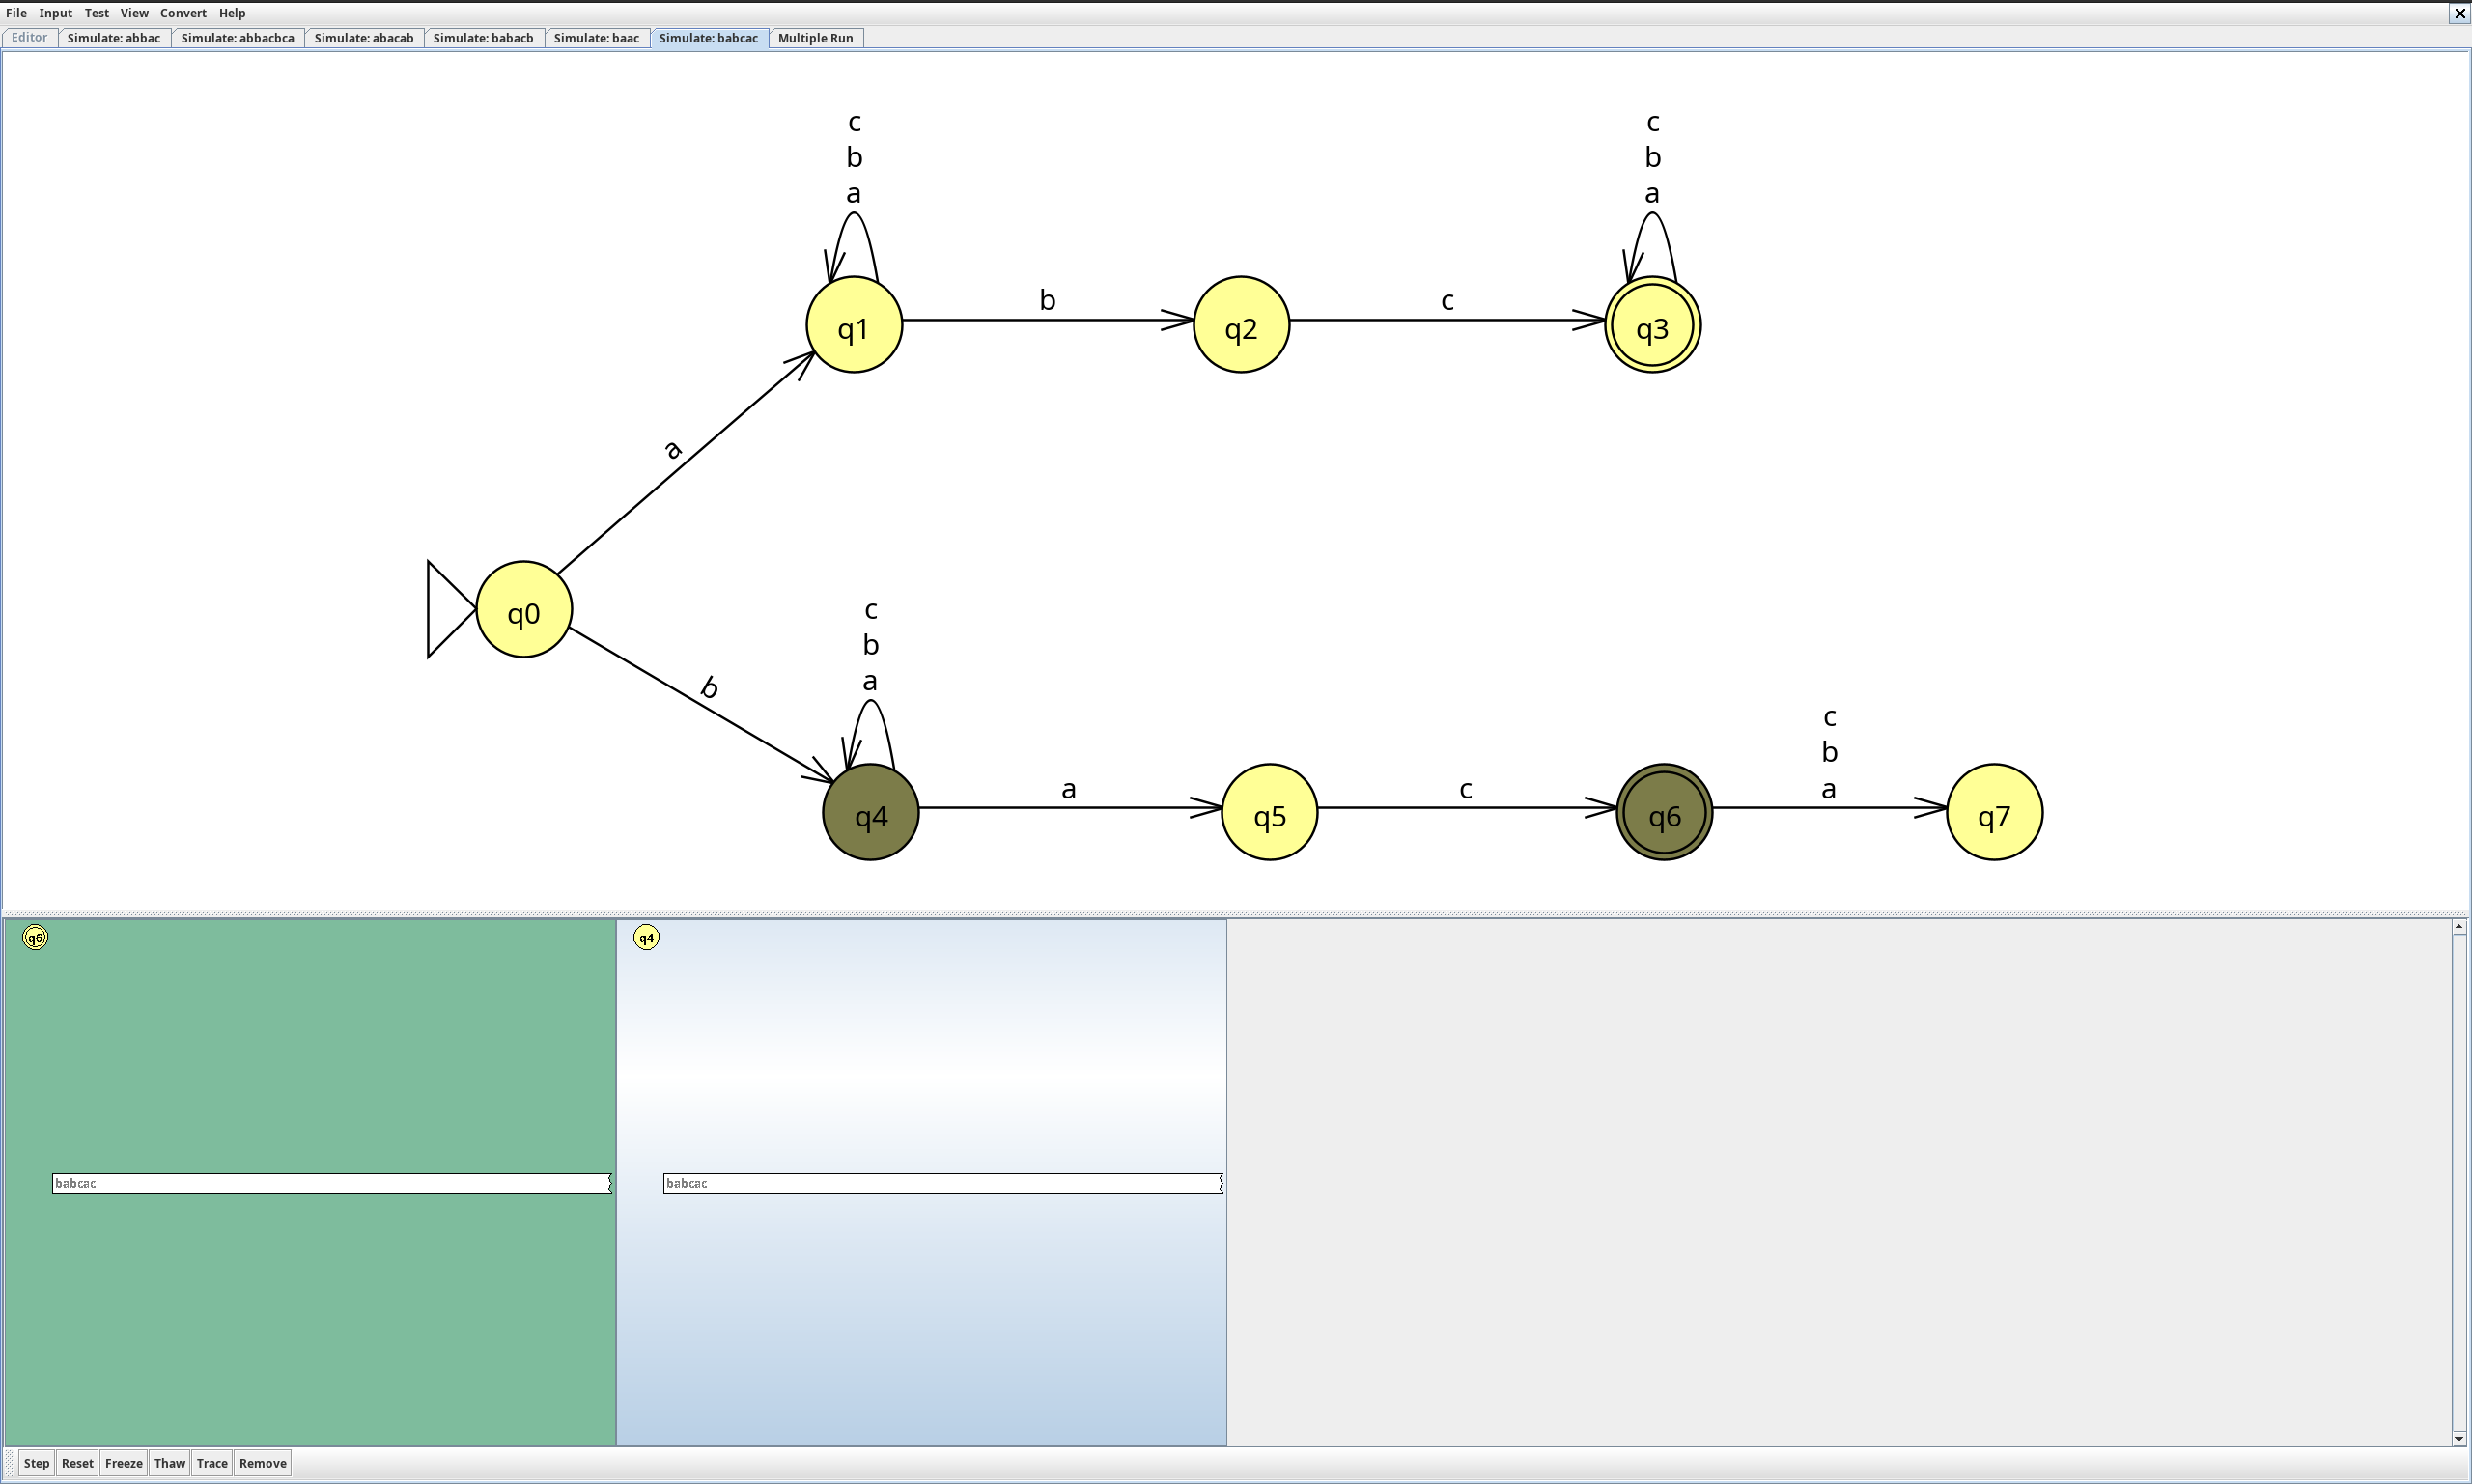 File Input Test View Convert Help
Editor Simulate: abbac Simulate: abbacbca Simulate: abacab Simulate: babacb Simulate: baac Simulate: babcac Multiple Run
c
b
a
c
b
a
q1
b
q2
c
q3
a
q0
b
c
b
a
q4
a
q5
c
q6
c
b
a
q7
q6
q4
babcac
babcac
Step Reset Freeze Thaw Trace Remove